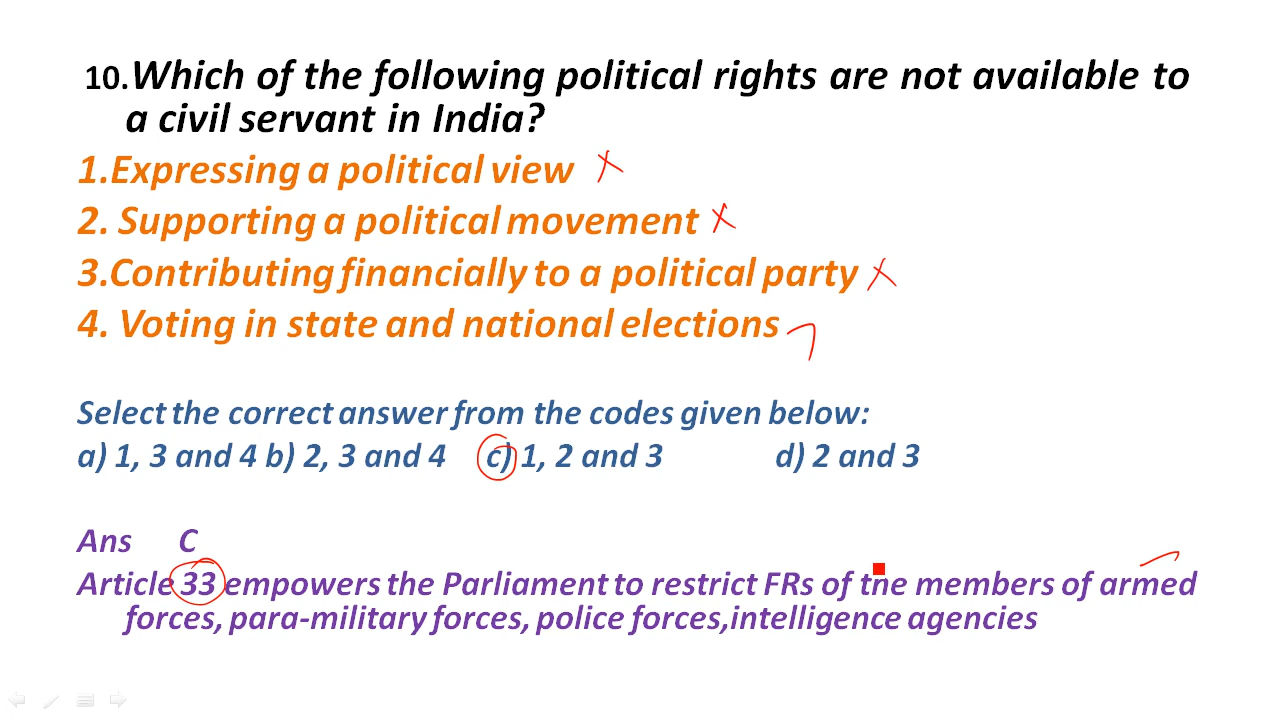 10.Which of the following political rights are not available to
a civil servant in India?
1.Expressing a political view
2. Supporting a political movement
3.Contributing financially to a political party
4. Voting in state and national elections
Select the correct answer from the codes given below:
a) 1, 3 and 4 b) 2, 3 and 4 c) 1, 2 and 3 d) 2 and 3
Ans C
Article 33 empowers the Parliament to restrict FRs of the members of armed
forces, para-military forces, police forces,intelligence agencies